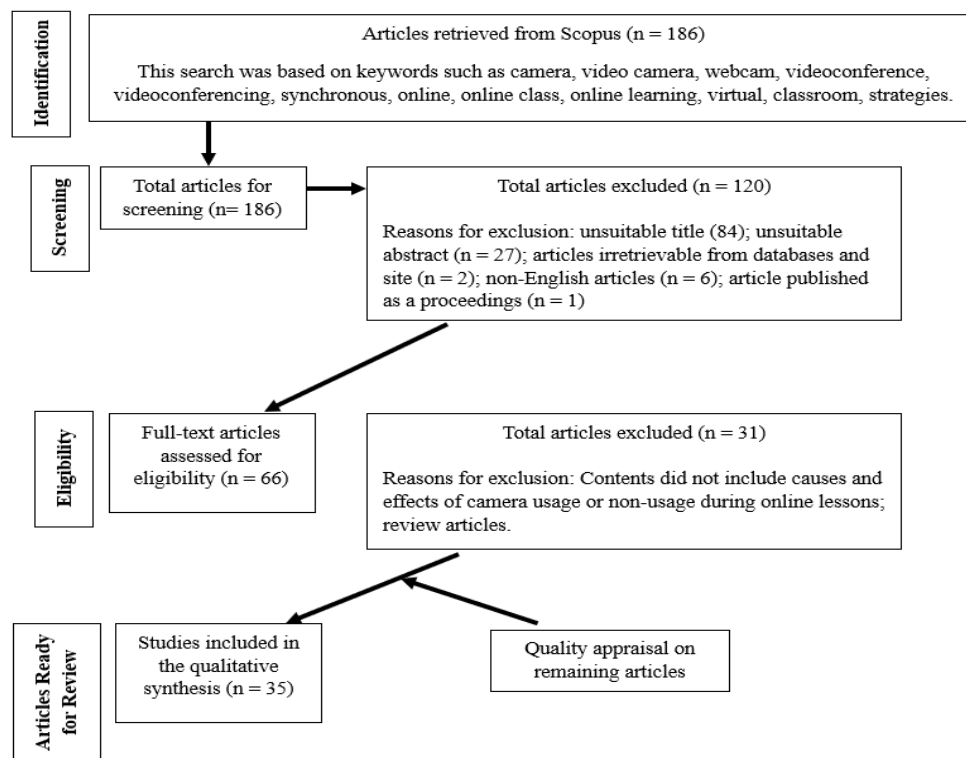 Identification
Articles retrieved from Scopus (n = 186)
This search was based on keywords such as camera, video camera, webcam, videoconference,
videoconferencing, synchronous, online, online class, online learning, virtual, classroom, strategies.
Screening
Total articles for
screening (n= 186)
Total articles excluded (n = 120)
Reasons for exclusion: unsuitable title (84); unsuitable
abstract (n = 27); articles irretrievable from databases and
site (n = 2); non-English articles (n = 6); article published
as a proceedings (n = 1)
Eligibility
Full-text articles
assessed for
eligibility (n = 66)
Total articles excluded (n = 31)
Reasons for exclusion: Contents did not include causes and
effects of camera usage or non-usage during online lessons;
review articles.
Articles Ready
for Review
Studies included in
the qualitative
synthesis (n = 35)
Quality appraisal on
remaining articles